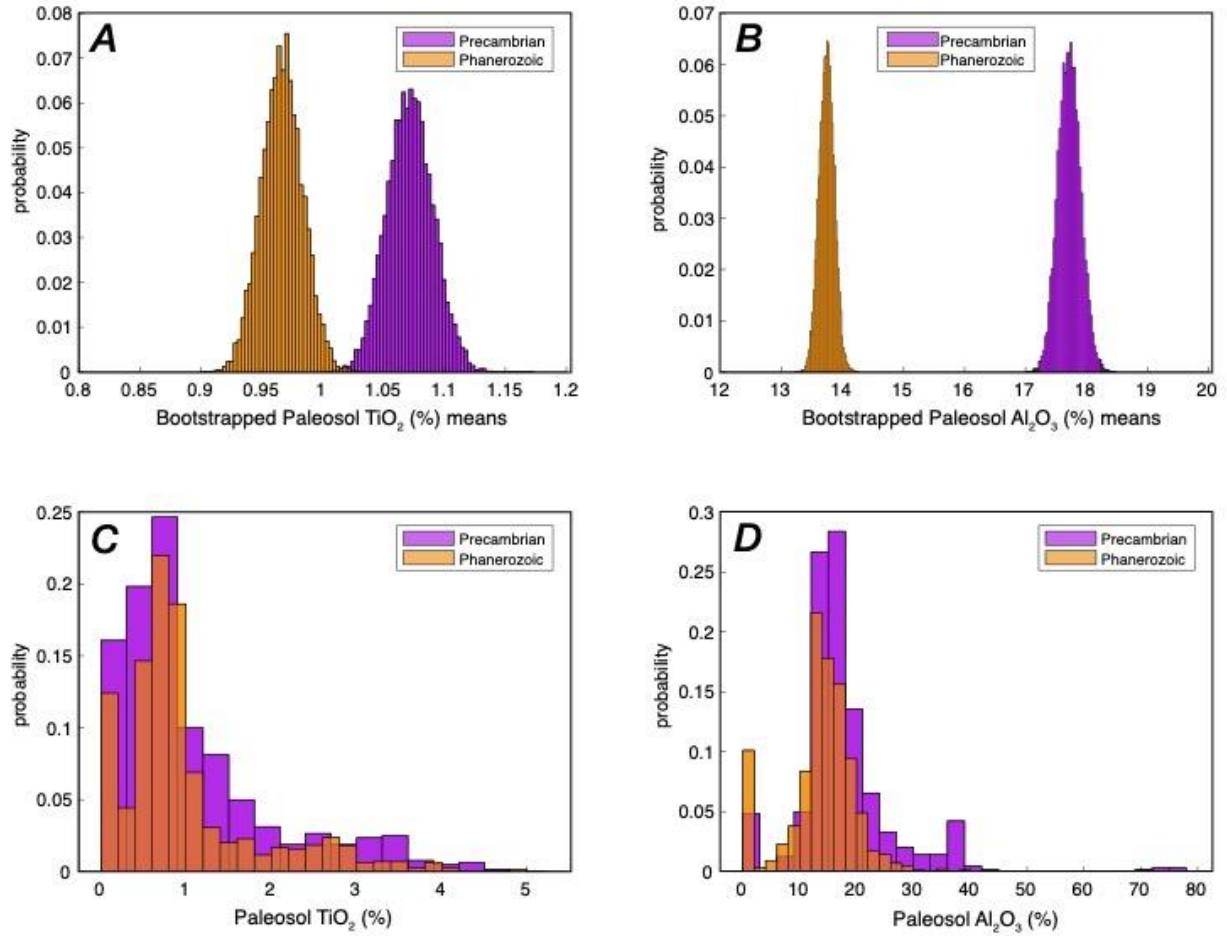 A
Precambrian
Phanerozoic
0.08
0.07
0.06
0.05
0.04
0.03
0.02
0.01
0
probability
0.8 0.85 0.9 0.95 1 1.05 1.1 1.15 1.2
Bootstrapped Paleosol TiO₂ (%) means
B
Precambrian
Phanerozoic
0.07
0.06
0.05
0.04
0.03
0.02
0.01
0
probability
12 13 14 15 16 17 18 19 20
Bootstrapped Paleosol Al₂O₃ (%) means
C
Precambrian
Phanerozoic
0.25
0.2
0.15
0.1
0.05
0
probability
0 1 2 3 4 5
Paleosol TiO₂ (%)
D
Precambrian
Phanerozoic
0.3
0.25
0.2
0.15
0.1
0.05
0
probability
0 10 20 30 40 50 60 70 80
Paleosol Al₂O₃ (%)